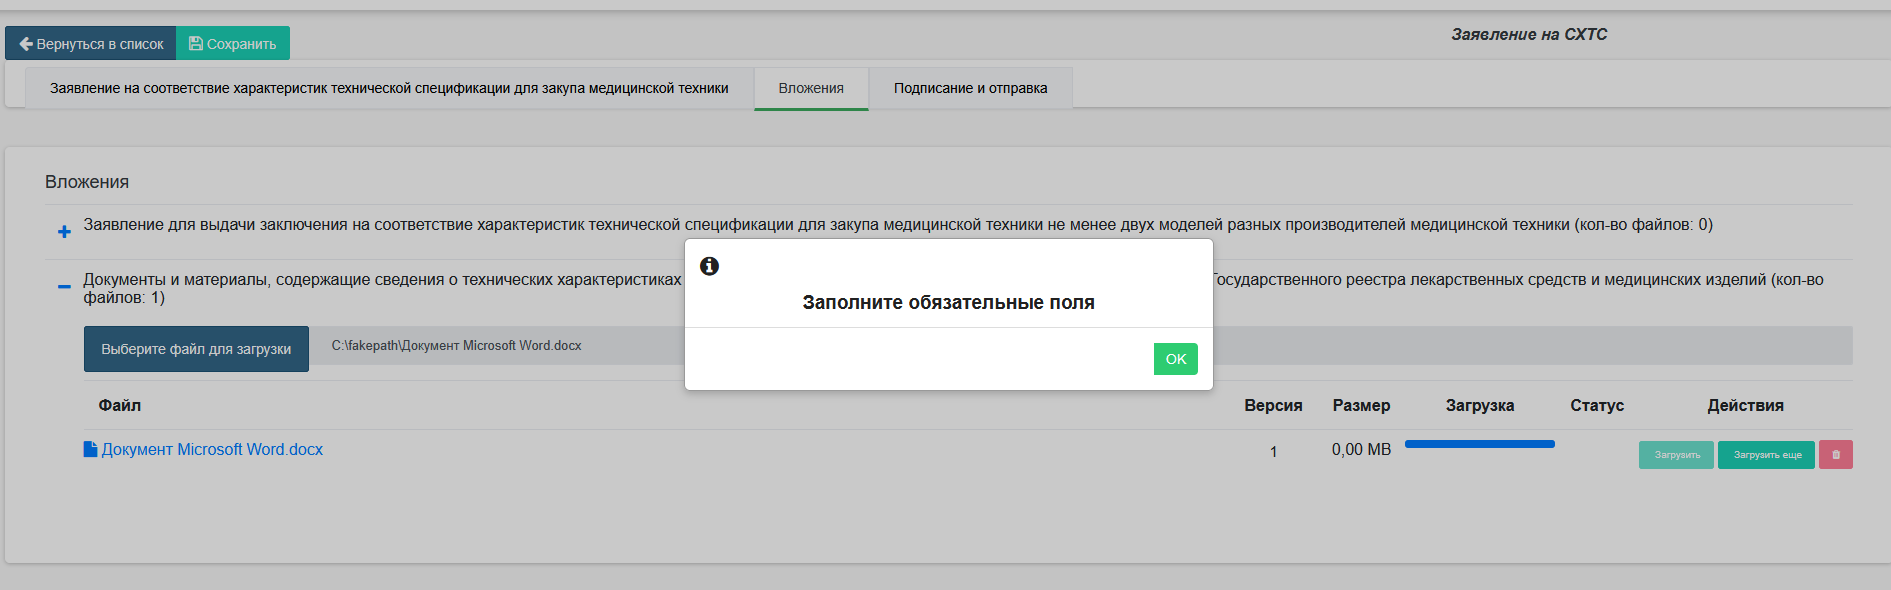 Вернуться в список
Сохранить
Заявление на СХТС
Заявление на соответствие характеристик технической спецификации для закупа медицинской техники
Вложения
Подписание и отправка
Вложения
Заявление для выдачи заключения на соответствие характеристик технической спецификации для закупа медицинской техники не менее двух моделей разных производителей медицинской техники (кол-во файлов: 0)
Документы и материалы, содержащие сведения о технических характеристиках Государственного реестра лекарственных средств и медицинских изделий (кол-во
файлов: 1)
Заполните обязательные поля
OK
Выберите файл для загрузки
C:\fakepath\Документ Microsoft Word.docx
Файл
Версия
Размер
Загрузка
Статус
Действия
Документ Microsoft Word.docx
1
0,00 MB
Загрузить
Загрузить еще